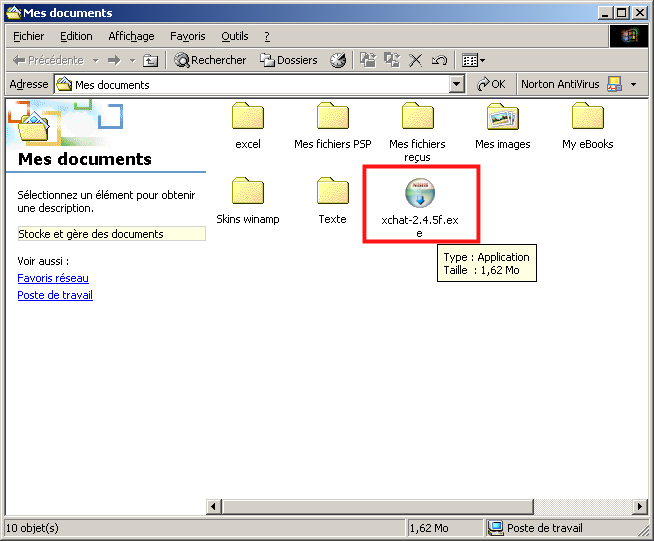 Mes documents
Fichier Edition Affichage Favoris Outils ?
Précédente Rechercher Dossiers
Adresse Mes documents OK Norton AntiVirus
Mes documents
Sélectionnez un élément pour obtenir
une description.
Stocke et gère des documents
Voir aussi :
Favoris réseau
Poste de travail
excel
Mes fichiers PSP
Mes fichiers
reçus
Mes images
My eBooks
Skins winamp
Texte
xchat-2.4.5f.ex
e
Type : Application
Taille : 1,62 Mo
10 objet(s) 1,62 Mo Poste de travail